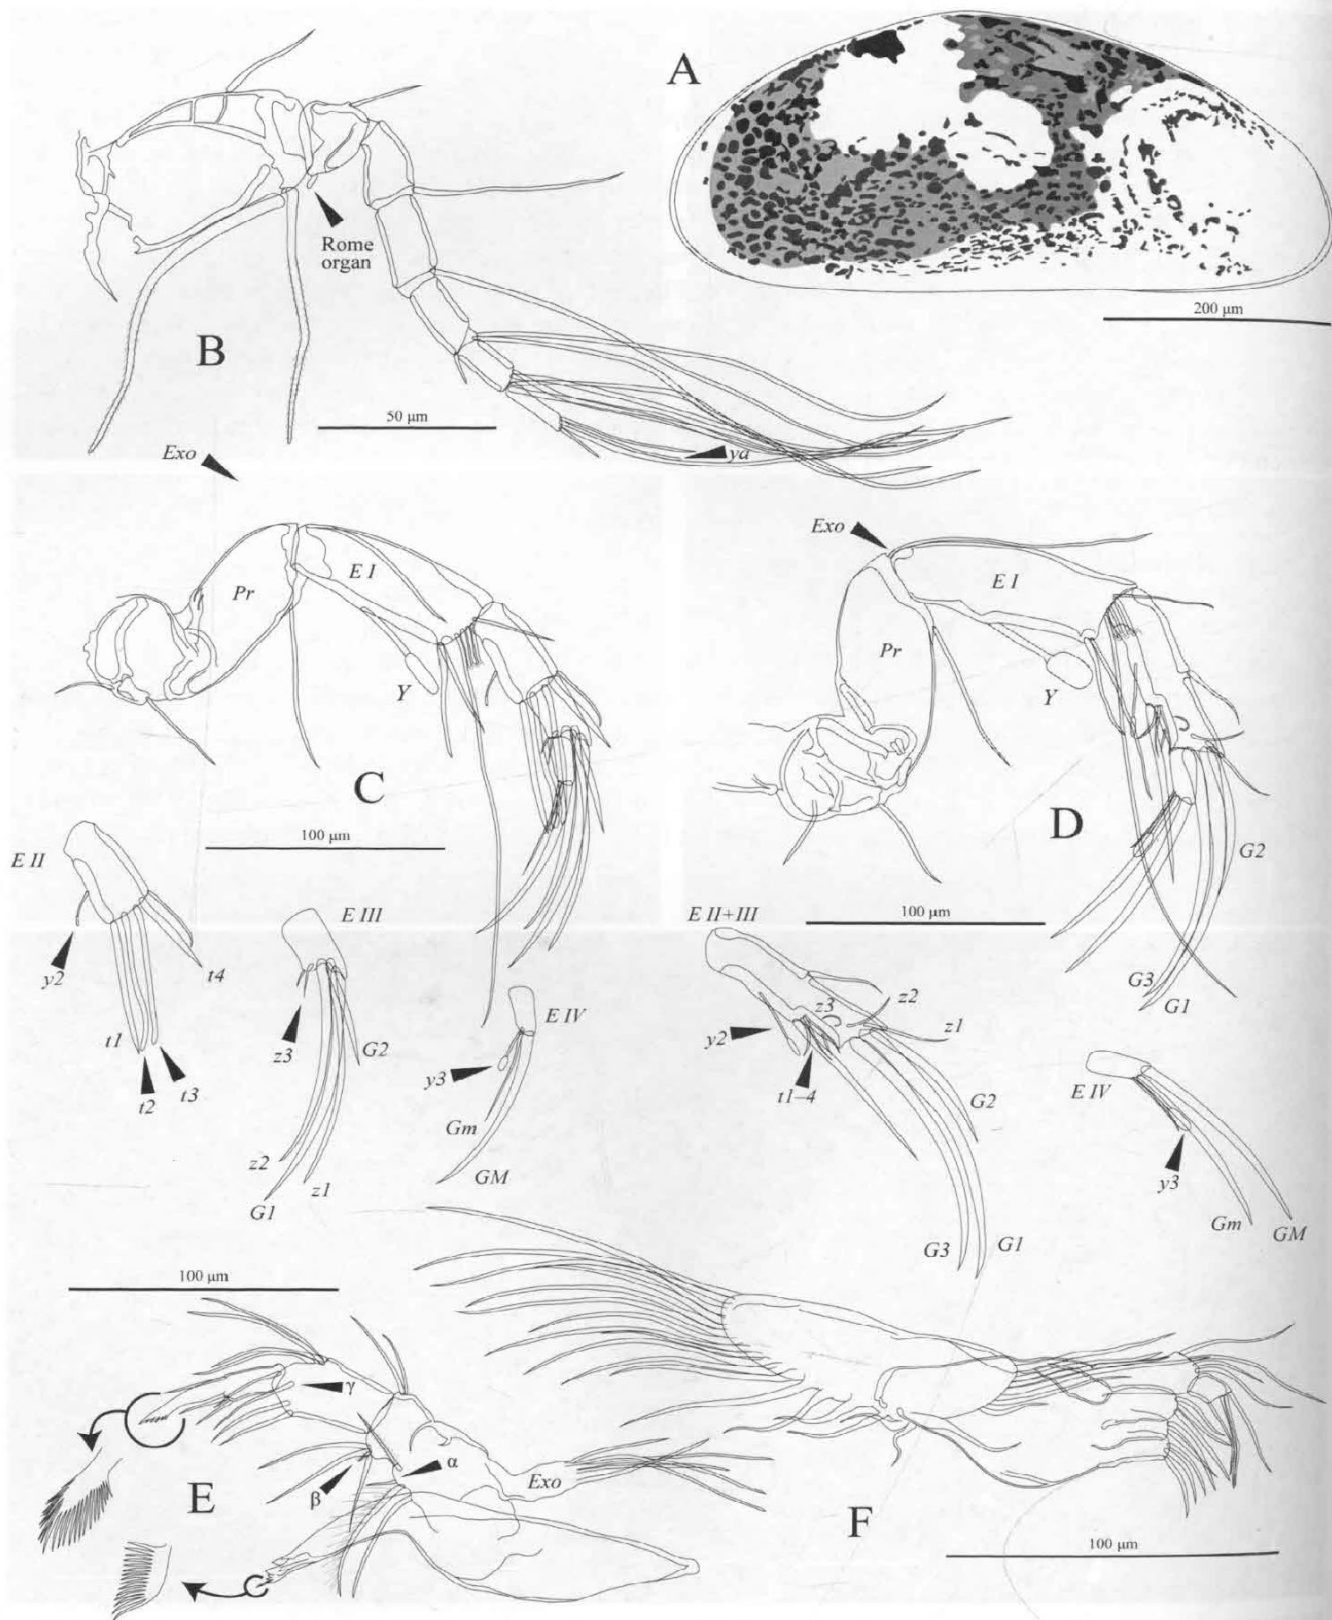 A
200 µm
Rome
organ
B
50 µm
ya
Exo
Pr
E I
Y
C
100 µm
Exo
E I
Pr
Y
D
G2
100 µm
G3
G1
E II
y2
t1
t2
t3
t4
E III
z3
G2
z2
z1
G1
E IV
y3
Gm
GM
E II+III
z2
z3
z1
y2
t1–4
G2
G3
G1
E IV
y3
Gm
GM
100 µm
γ
α
β
Exo
E
F
100 µm